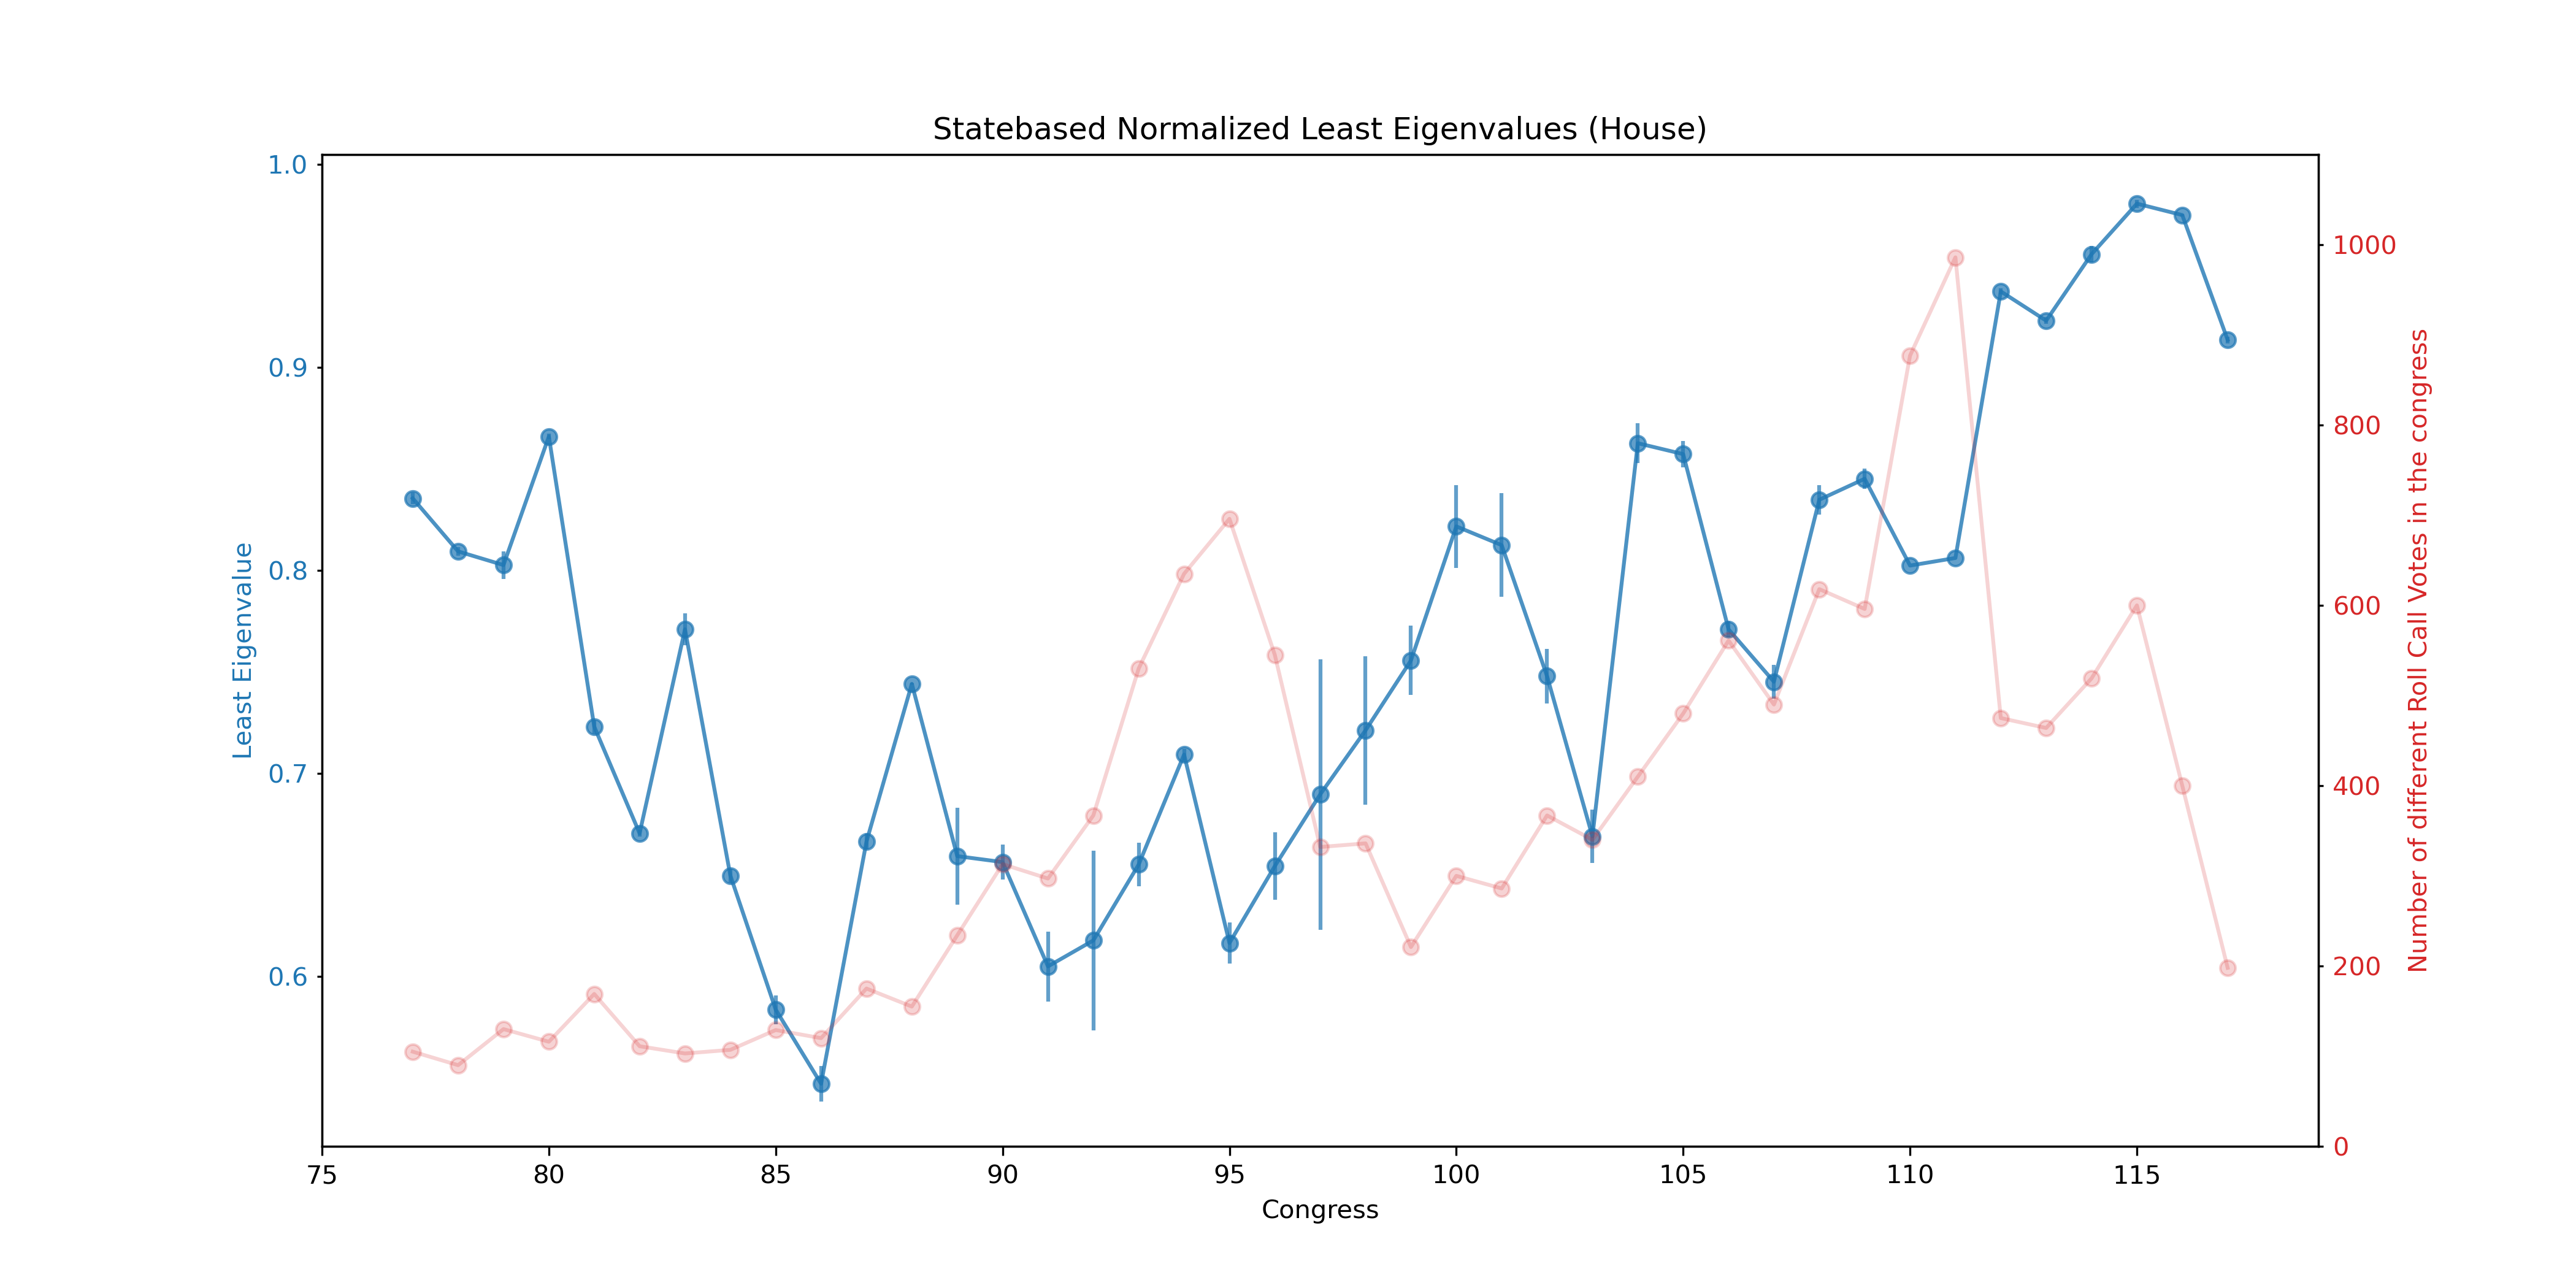 Statebased Normalized Least Eigenvalues (House)
1.0
0.9
0.8
0.7
0.6
Least Eigenvalue
1000
800
600
400
200
0
Number of different Roll Call Votes in the congress
75 80 85 90 95 100 105 110 115
Congress